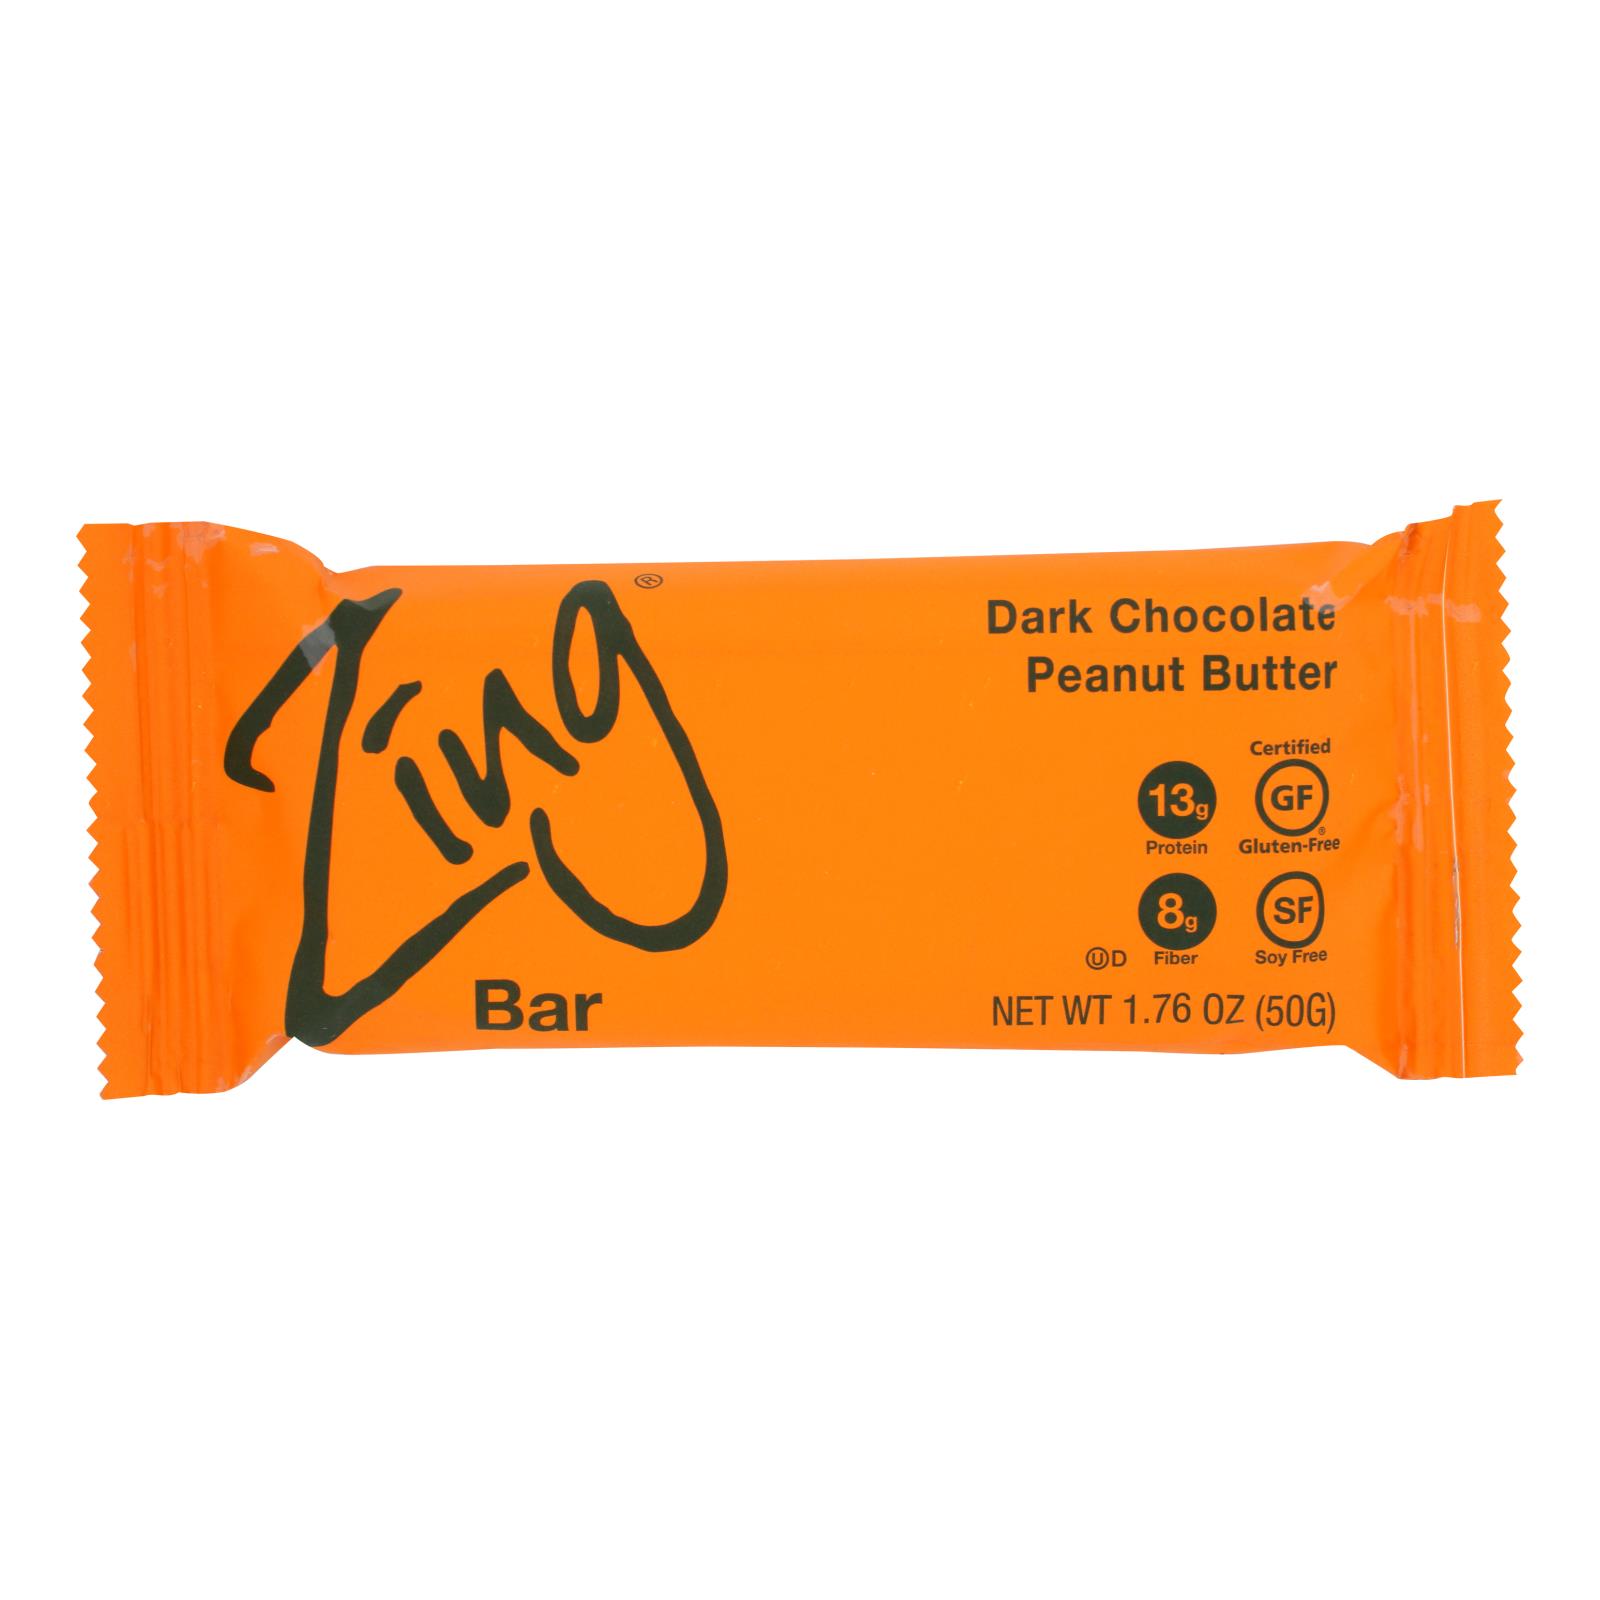 Zing®
Bar
Dark Chocolate
Peanut Butter
Certified
13g
GF
®
Protein
Gluten-Free
8g
SF
UD
Fiber
Soy Free
NET WT 1.76 OZ (50G)